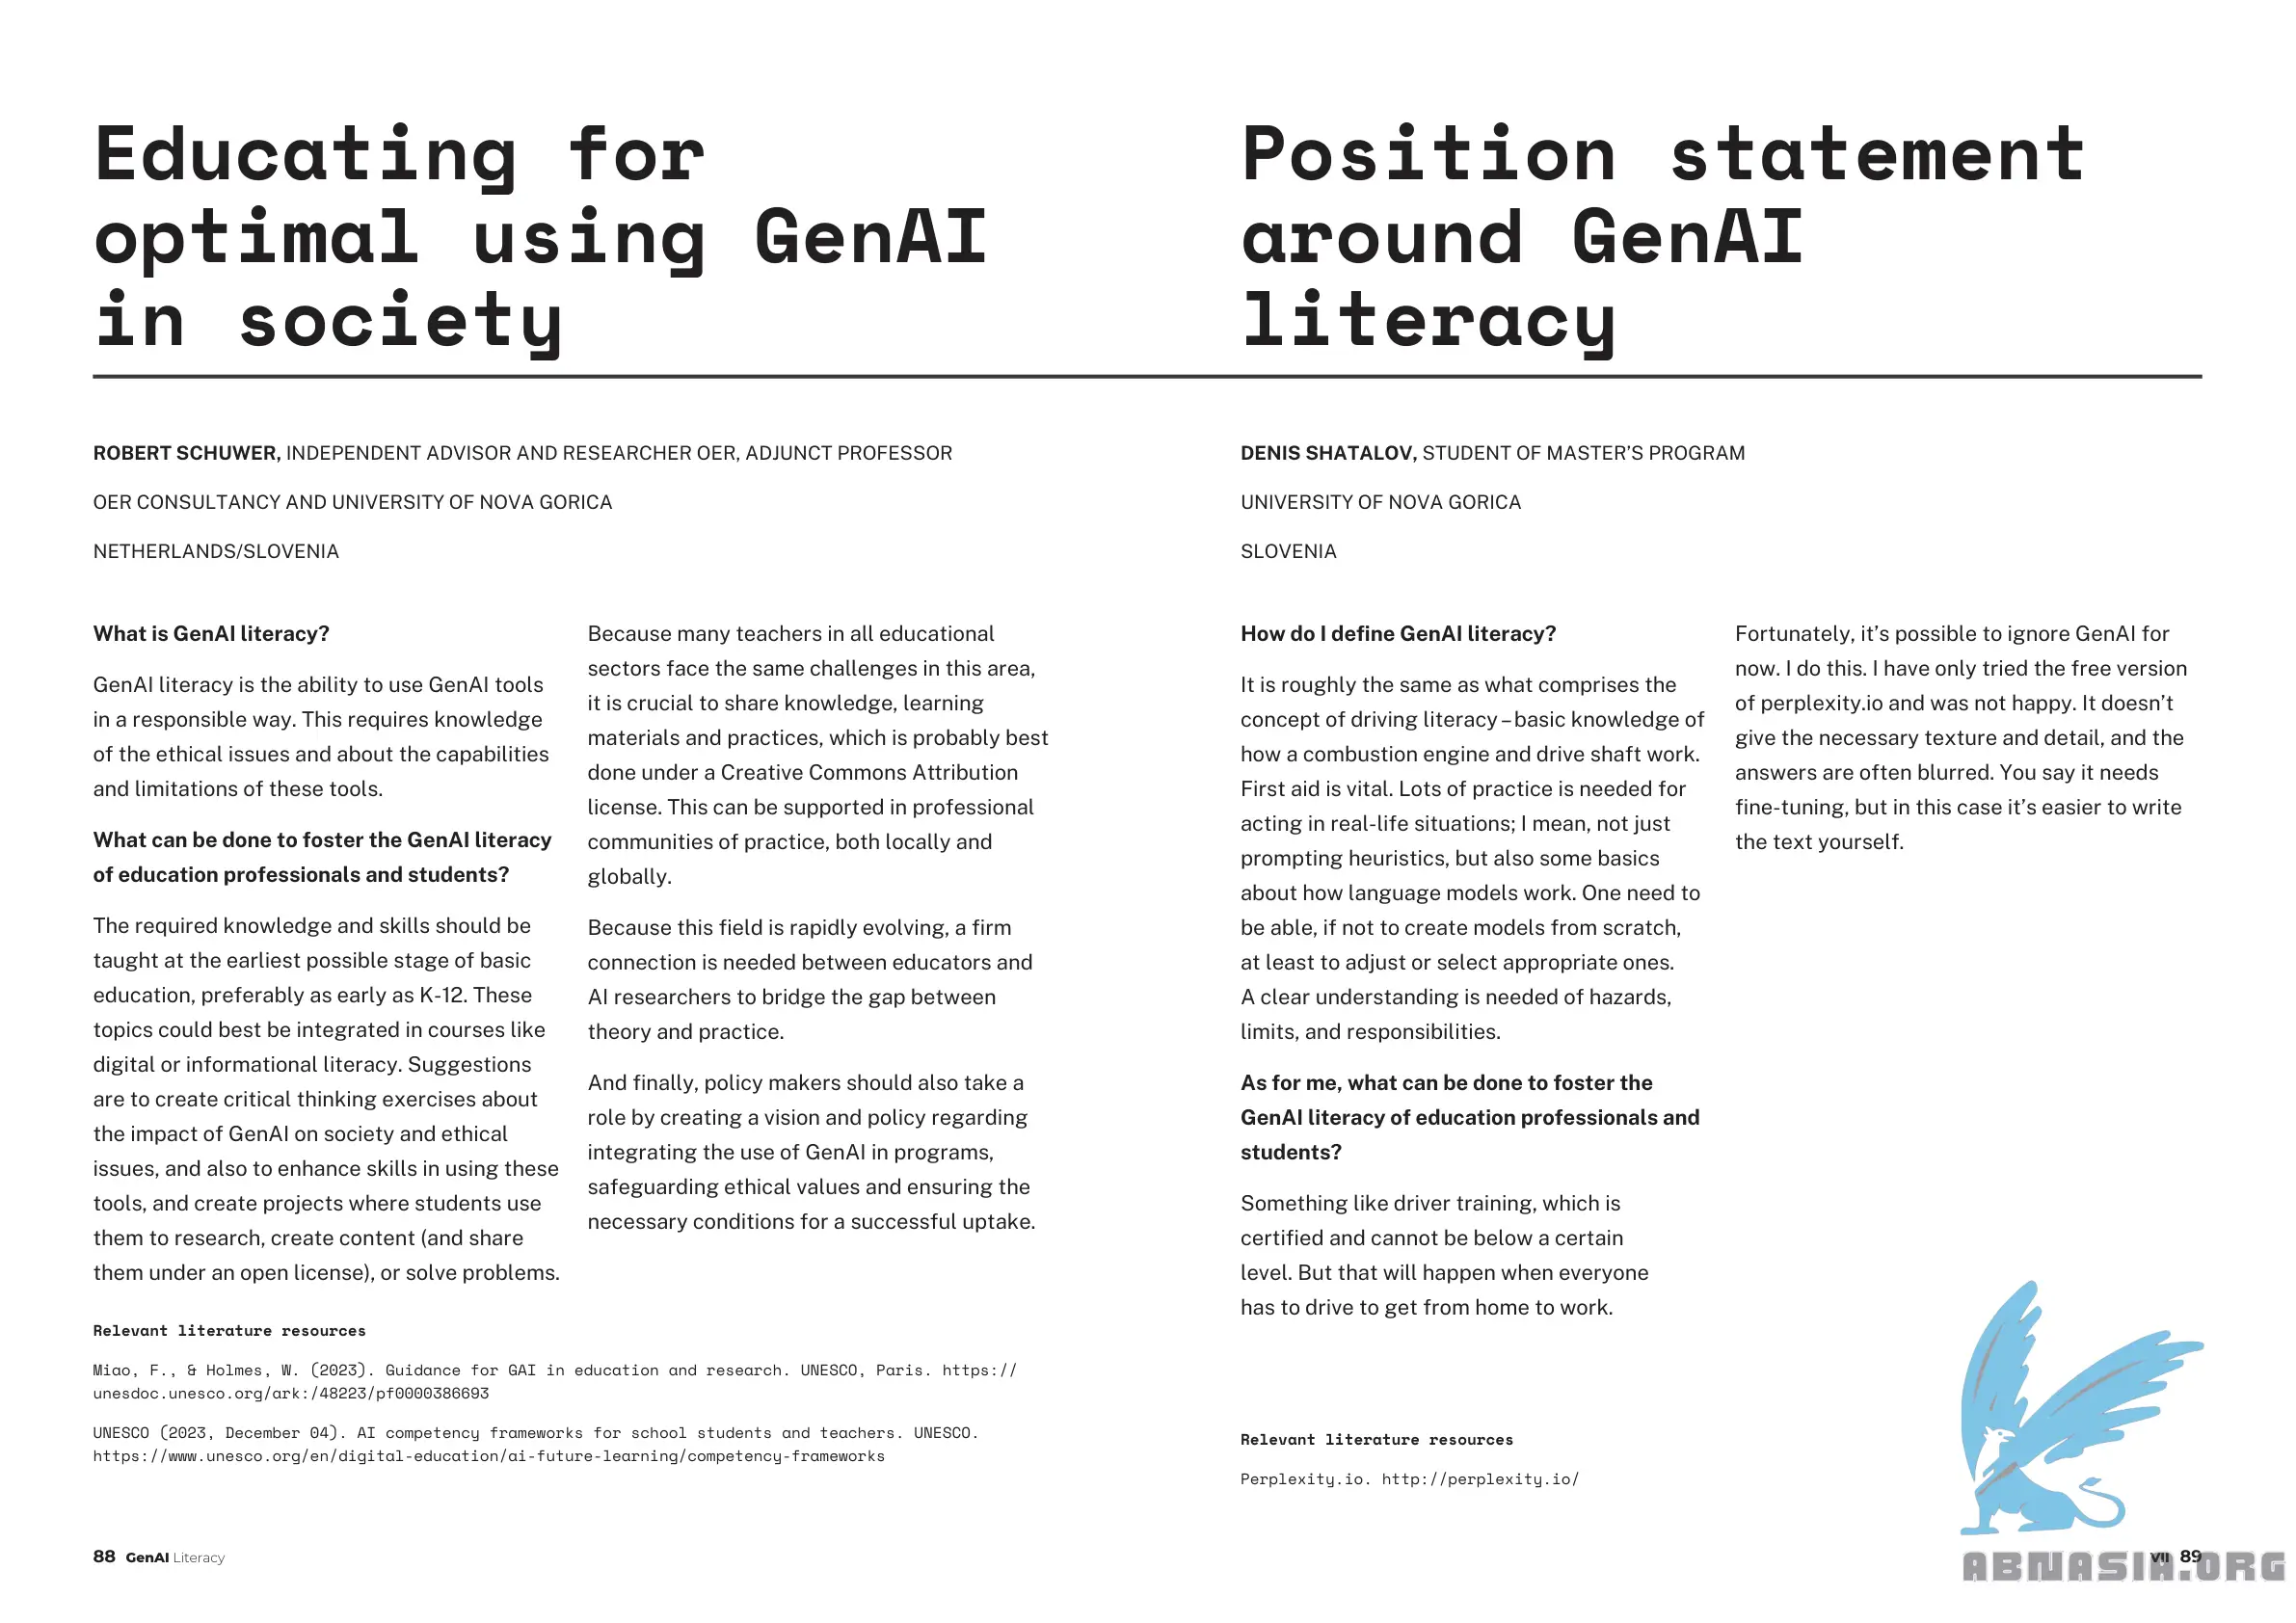 Educating for
optimal using GenAI
in society
ROBERT SCHUWER, INDEPENDENT ADVISOR AND RESEARCHER OER, ADJUNCT PROFESSOR
OER CONSULTANCY AND UNIVERSITY OF NOVA GORICA
NETHERLANDS/SLOVENIA
What is GenAI literacy?
GenAI literacy is the ability to use GenAI tools
in a responsible way. This requires knowledge
of the ethical issues and about the capabilities
and limitations of these tools.
What can be done to foster the GenAI literacy
of education professionals and students?
The required knowledge and skills should be
taught at the earliest possible stage of basic
education, preferably as early as K-12. These
topics could best be integrated in courses like
digital or informational literacy. Suggestions
are to create critical thinking exercises about
the impact of GenAI on society and ethical
issues, and also to enhance skills in using these
tools, and create projects where students use
them to research, create content (and share
them under an open license), or solve problems.
Because many teachers in all educational
sectors face the same challenges in this area,
it is crucial to share knowledge, learning
materials and practices, which is probably best
done under a Creative Commons Attribution
license. This can be supported in professional
communities of practice, both locally and
globally.
Because this field is rapidly evolving, a firm
connection is needed between educators and
AI researchers to bridge the gap between
theory and practice.
And finally, policy makers should also take a
role by creating a vision and policy regarding
integrating the use of GenAI in programs,
safeguarding ethical values and ensuring the
necessary conditions for a successful uptake.
Relevant literature resources
Miao, F., & Holmes, W. (2023). Guidance for GAI in education and research. UNESCO, Paris. https://
unesdoc.unesco.org/ark:/48223/pf0000386693
UNESCO (2023, December 04). AI competency frameworks for school students and teachers. UNESCO.
https://www.unesco.org/en/digital-education/ai-future-learning/competency-frameworks
88 GenAI Literacy
Position statement
around GenAI
literacy
DENIS SHATALOV, STUDENT OF MASTER’S PROGRAM
UNIVERSITY OF NOVA GORICA
SLOVENIA
How do I define GenAI literacy?
It is roughly the same as what comprises the
concept of driving literacy – basic knowledge of
how a combustion engine and drive shaft work.
First aid is vital. Lots of practice is needed for
acting in real-life situations; I mean, not just
prompting heuristics, but also some basics
about how language models work. One need to
be able, if not to create models from scratch,
at least to adjust or select appropriate ones.
A clear understanding is needed of hazards,
limits, and responsibilities.
As for me, what can be done to foster the
GenAI literacy of education professionals and
students?
Something like driver training, which is
certified and cannot be below a certain
level. But that will happen when everyone
has to drive to get from home to work.
Fortunately, it’s possible to ignore GenAI for
now. I do this. I have only tried the free version
of perplexity.io and was not happy. It doesn’t
give the necessary texture and detail, and the
answers are often blurred. You say it needs
fine-tuning, but in this case it’s easier to write
the text yourself.
Relevant literature resources
Perplexity.io. http://perplexity.io/
VII 89
ABNASIA.ORG